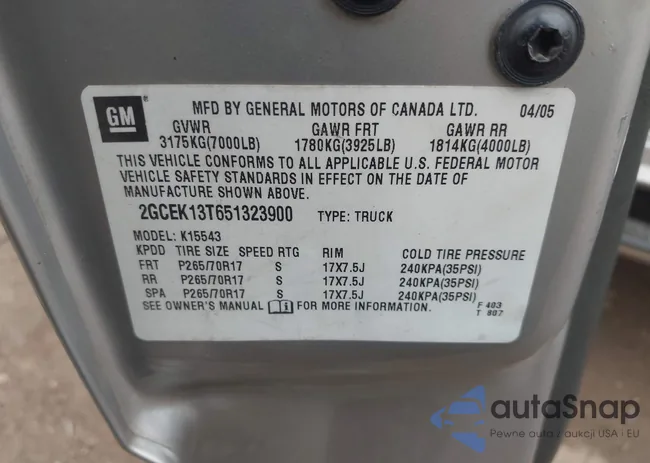 GM
®
MFD BY GENERAL MOTORS OF CANADA LTD. 04/05
GVWR GAWR FRT GAWR RR
3175KG(7000LB) 1780KG(3925LB) 1814KG(4000LB)
THIS VEHICLE CONFORMS TO ALL APPLICABLE U.S. FEDERAL MOTOR
VEHICLE SAFETY STANDARDS IN EFFECT ON THE DATE OF
MANUFACTURE SHOWN ABOVE.
2GCEK13T651323900 TYPE: TRUCK
MODEL: K15543
KPDD TIRE SIZE SPEED RTG RIM COLD TIRE PRESSURE
FRT P265/70R17 S 17X7.5J 240KPA(35PSI)
RR P265/70R17 S 17X7.5J 240KPA(35PSI)
SPA P265/70R17 S 17X7.5J 240KPA(35PSI)
SEE OWNER'S MANUAL FOR MORE INFORMATION. F 403
T 807
autoSnap
Pewne auta z aukcji USA · EU